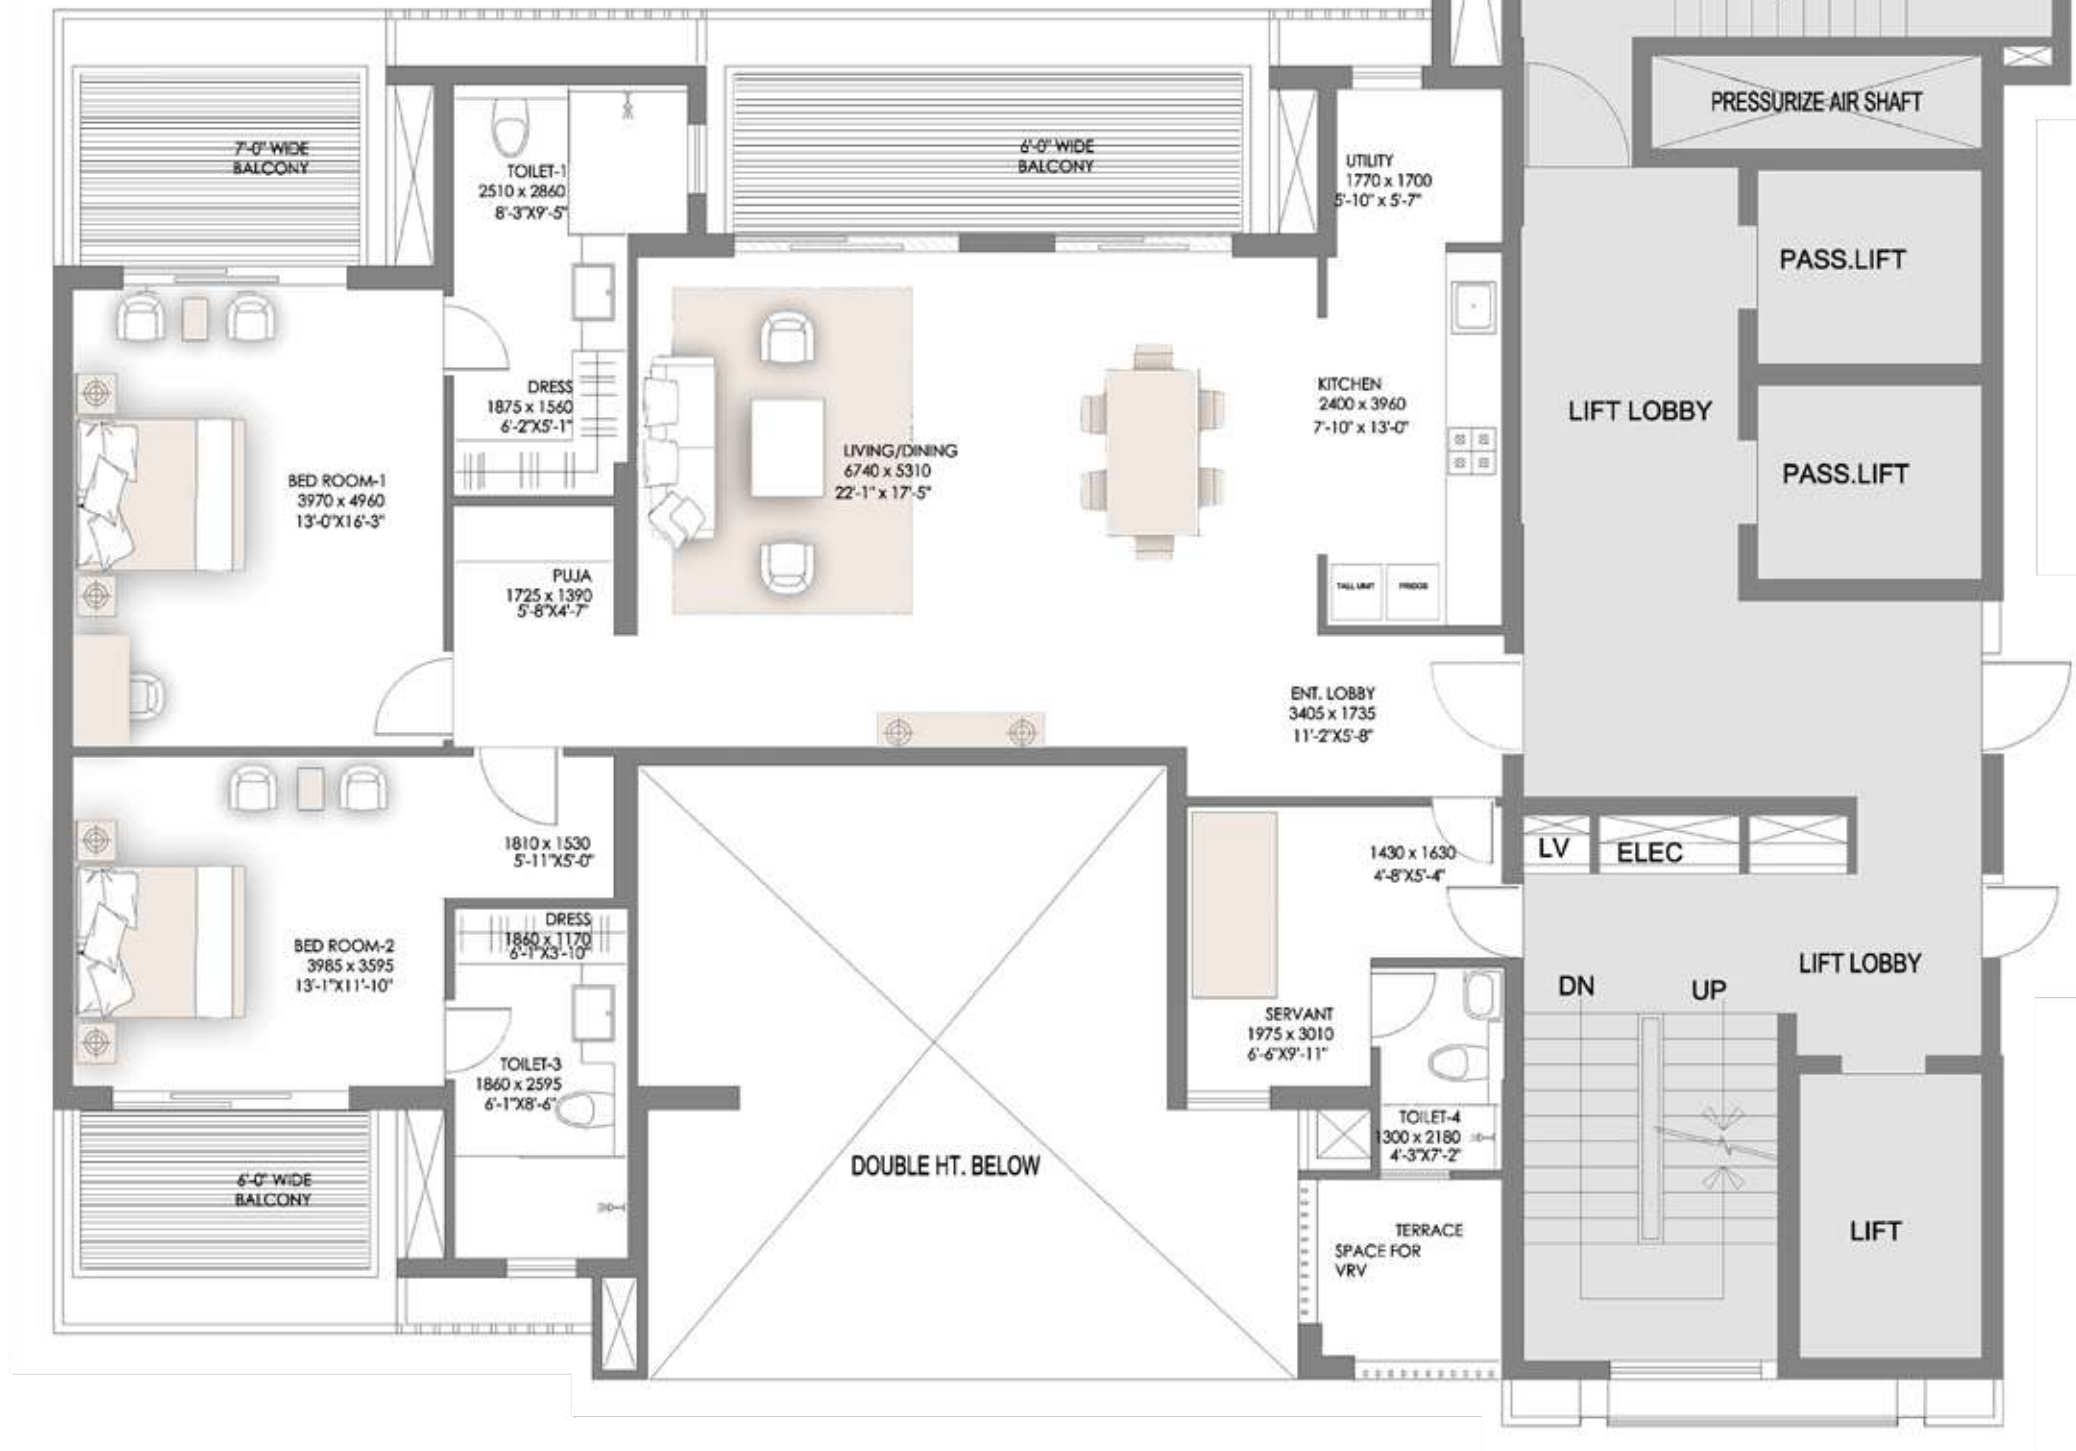 PRESSURIZE AIR SHAFT
7'-0" WIDE
BALCONY
TOILET-1
2510 x 2860
8'-3"X9'-5"
6'-0" WIDE
BALCONY
UTILITY
1770 x 1700
5'-10" x 5'-7"
PASS.LIFT
DRESS
1875 x 1560
6'-2"X5'-1"
KITCHEN
2400 x 3960
7'-10" x 13'-0"
LIFT LOBBY
LIVING/DINING
6740 x 5310
22'-1" x 17'-5"
PASS.LIFT
BED ROOM-1
3970 x 4960
13'-0"X16'-3"
PUJA
1725 x 1390
5'-8"X4'-7"
TALL UNIT
FRIDGE
ENT. LOBBY
3405 x 1735
11'-2"X5'-8"
1810 x 1530
5'-11"X5'-0"
1430 x 1630
4'-8"X5'-4"
LV
ELEC
DRESS
1860 x 1170
6'-1"X3'-10"
BED ROOM-2
3985 x 3595
13'-1"X11'-10"
LIFT LOBBY
DN
UP
SERVANT
1975 x 3010
6'-6"X9'-11"
TOILET-3
1860 x 2595
6'-1"X8'-6"
TOILET-4
1300 x 2180
4'-3"X7'-2"
DOUBLE HT. BELOW
6'-0" WIDE
BALCONY
TERRACE
SPACE FOR
VRV
LIFT